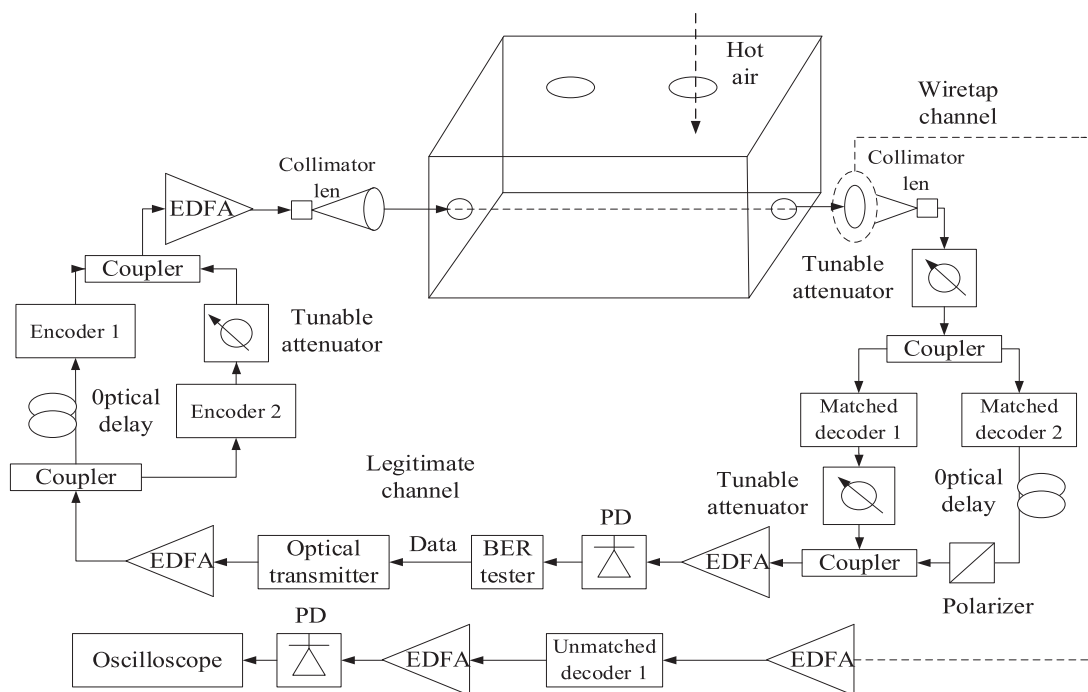 Hot
air
Wiretap
channel
Collimator
len
Collimator
len
EDFA
Coupler
Tunable
attenuator
Encoder 1
Tunable
attenuator
Coupler
0ptical
delay
Encoder 2
Matched
decoder 1
Matched
decoder 2
Coupler
Legitimate
channel
Tunable
attenuator
0ptical
delay
PD
Data
EDFA
Optical
transmitter
BER
tester
EDFA
Coupler
Polarizer
PD
Oscilloscope
EDFA
Unmatched
decoder 1
EDFA